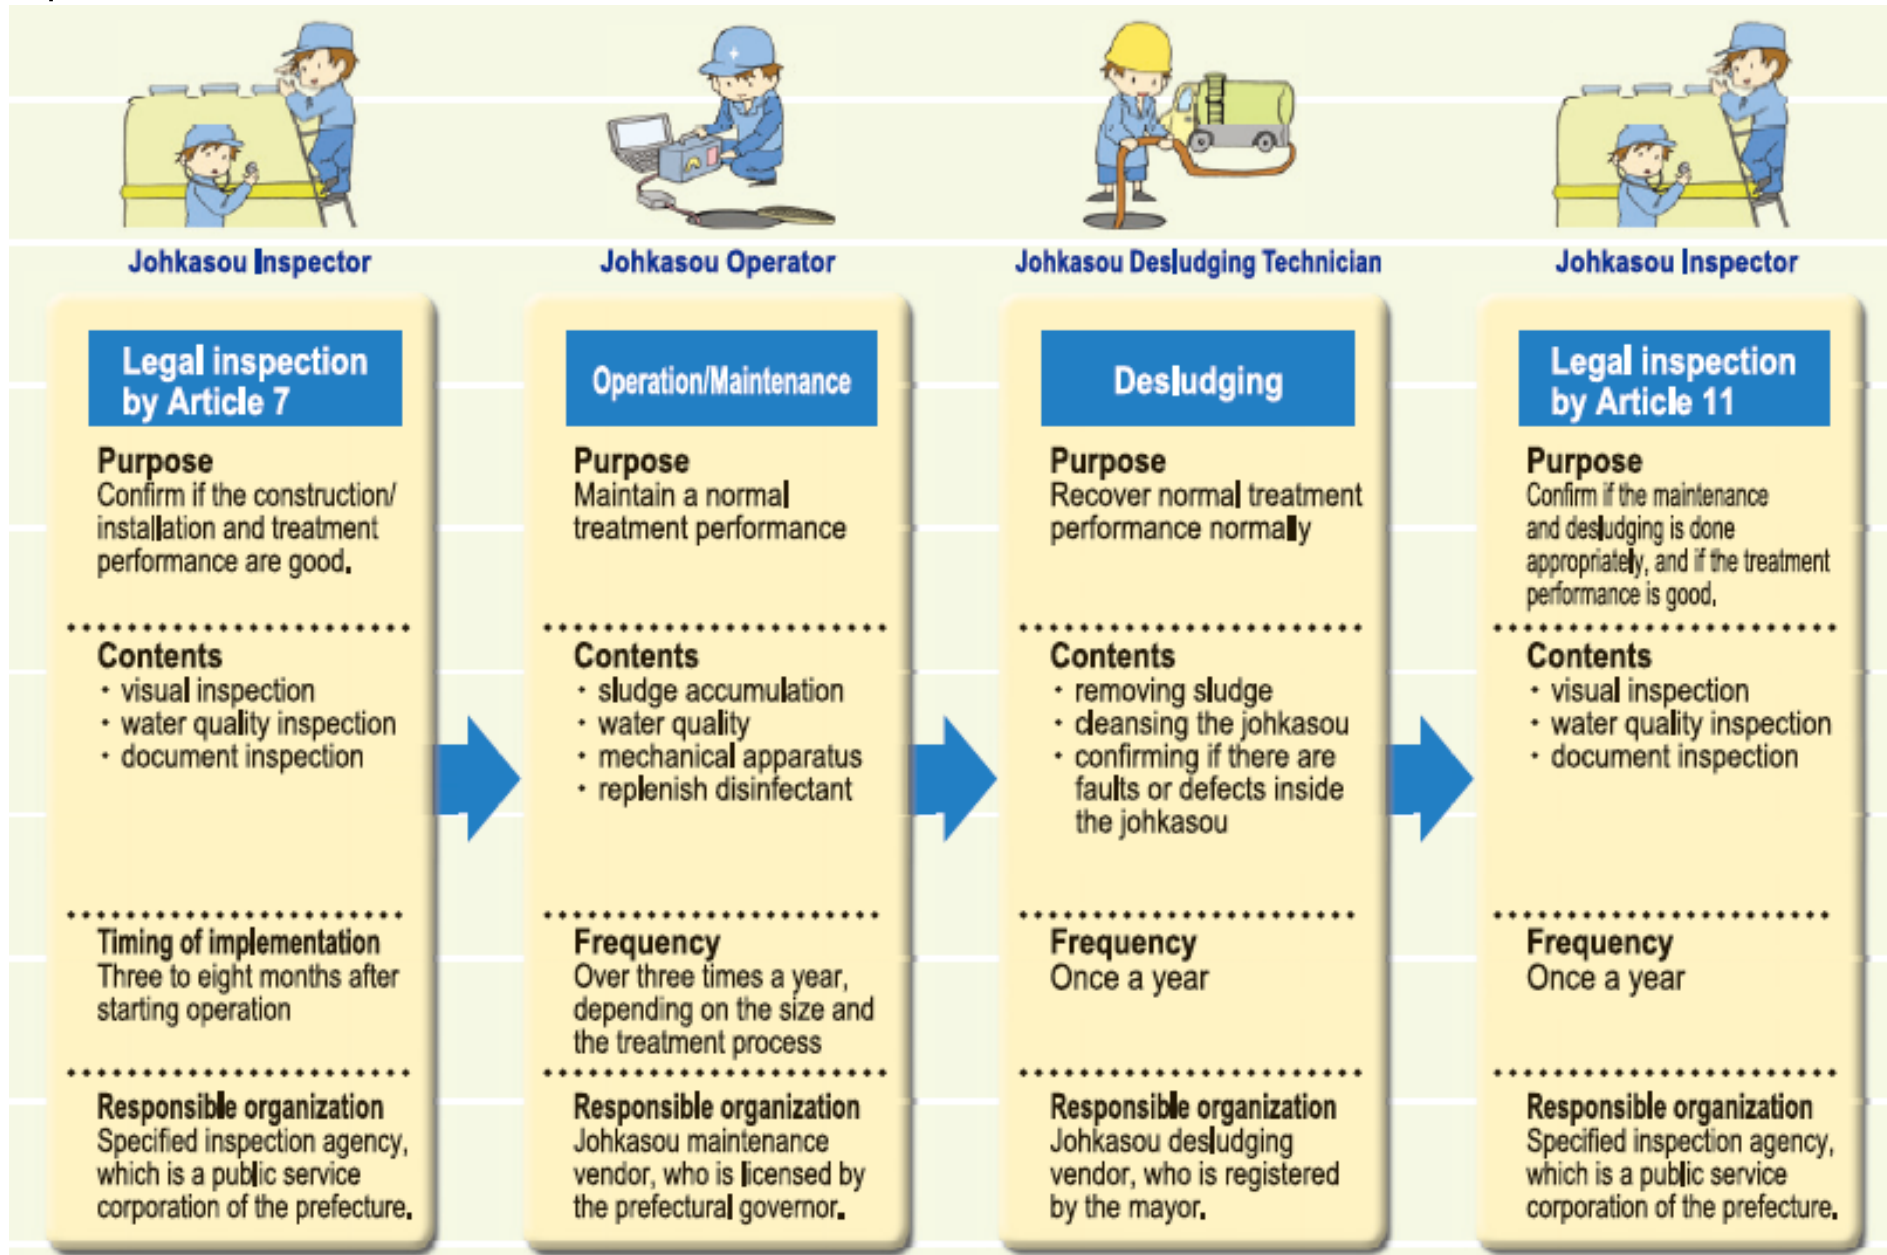 Johkasou Inspector
Legal inspection
by Article 7
Purpose
Confirm if the construction/
installation and treatment
performance are good.
Contents
・visual inspection
・water quality inspection
・document inspection
Timing of implementation
Three to eight months after
starting operation
Responsible organization
Specified inspection agency,
which is a public service
corporation of the prefecture.
Johkasou Operator
Operation/Maintenance
Purpose
Maintain a normal
treatment performance
Contents
・sludge accumulation
・water quality
・mechanical apparatus
・replenish disinfectant
Frequency
Over three times a year,
depending on the size and
the treatment process
Responsible organization
Johkasou maintenance
vendor, who is licensed by
the prefectural governor.
Johkasou Desludging Technician
Desludging
Purpose
Recover normal treatment
performance normally
Contents
・removing sludge
・cleansing the johkasou
・confirming if there are
faults or defects inside
the johkasou
Frequency
Once a year
Responsible organization
Johkasou desludging
vendor, who is registered
by the mayor.
Johkasou Inspector
Legal inspection
by Article 11
Purpose
Confirm if the maintenance
and desludging is done
appropriately, and if the treatment
performance is good.
Contents
・visual inspection
・water quality inspection
・document inspection
Frequency
Once a year
Responsible organization
Specified inspection agency,
which is a public service
corporation of the prefecture.